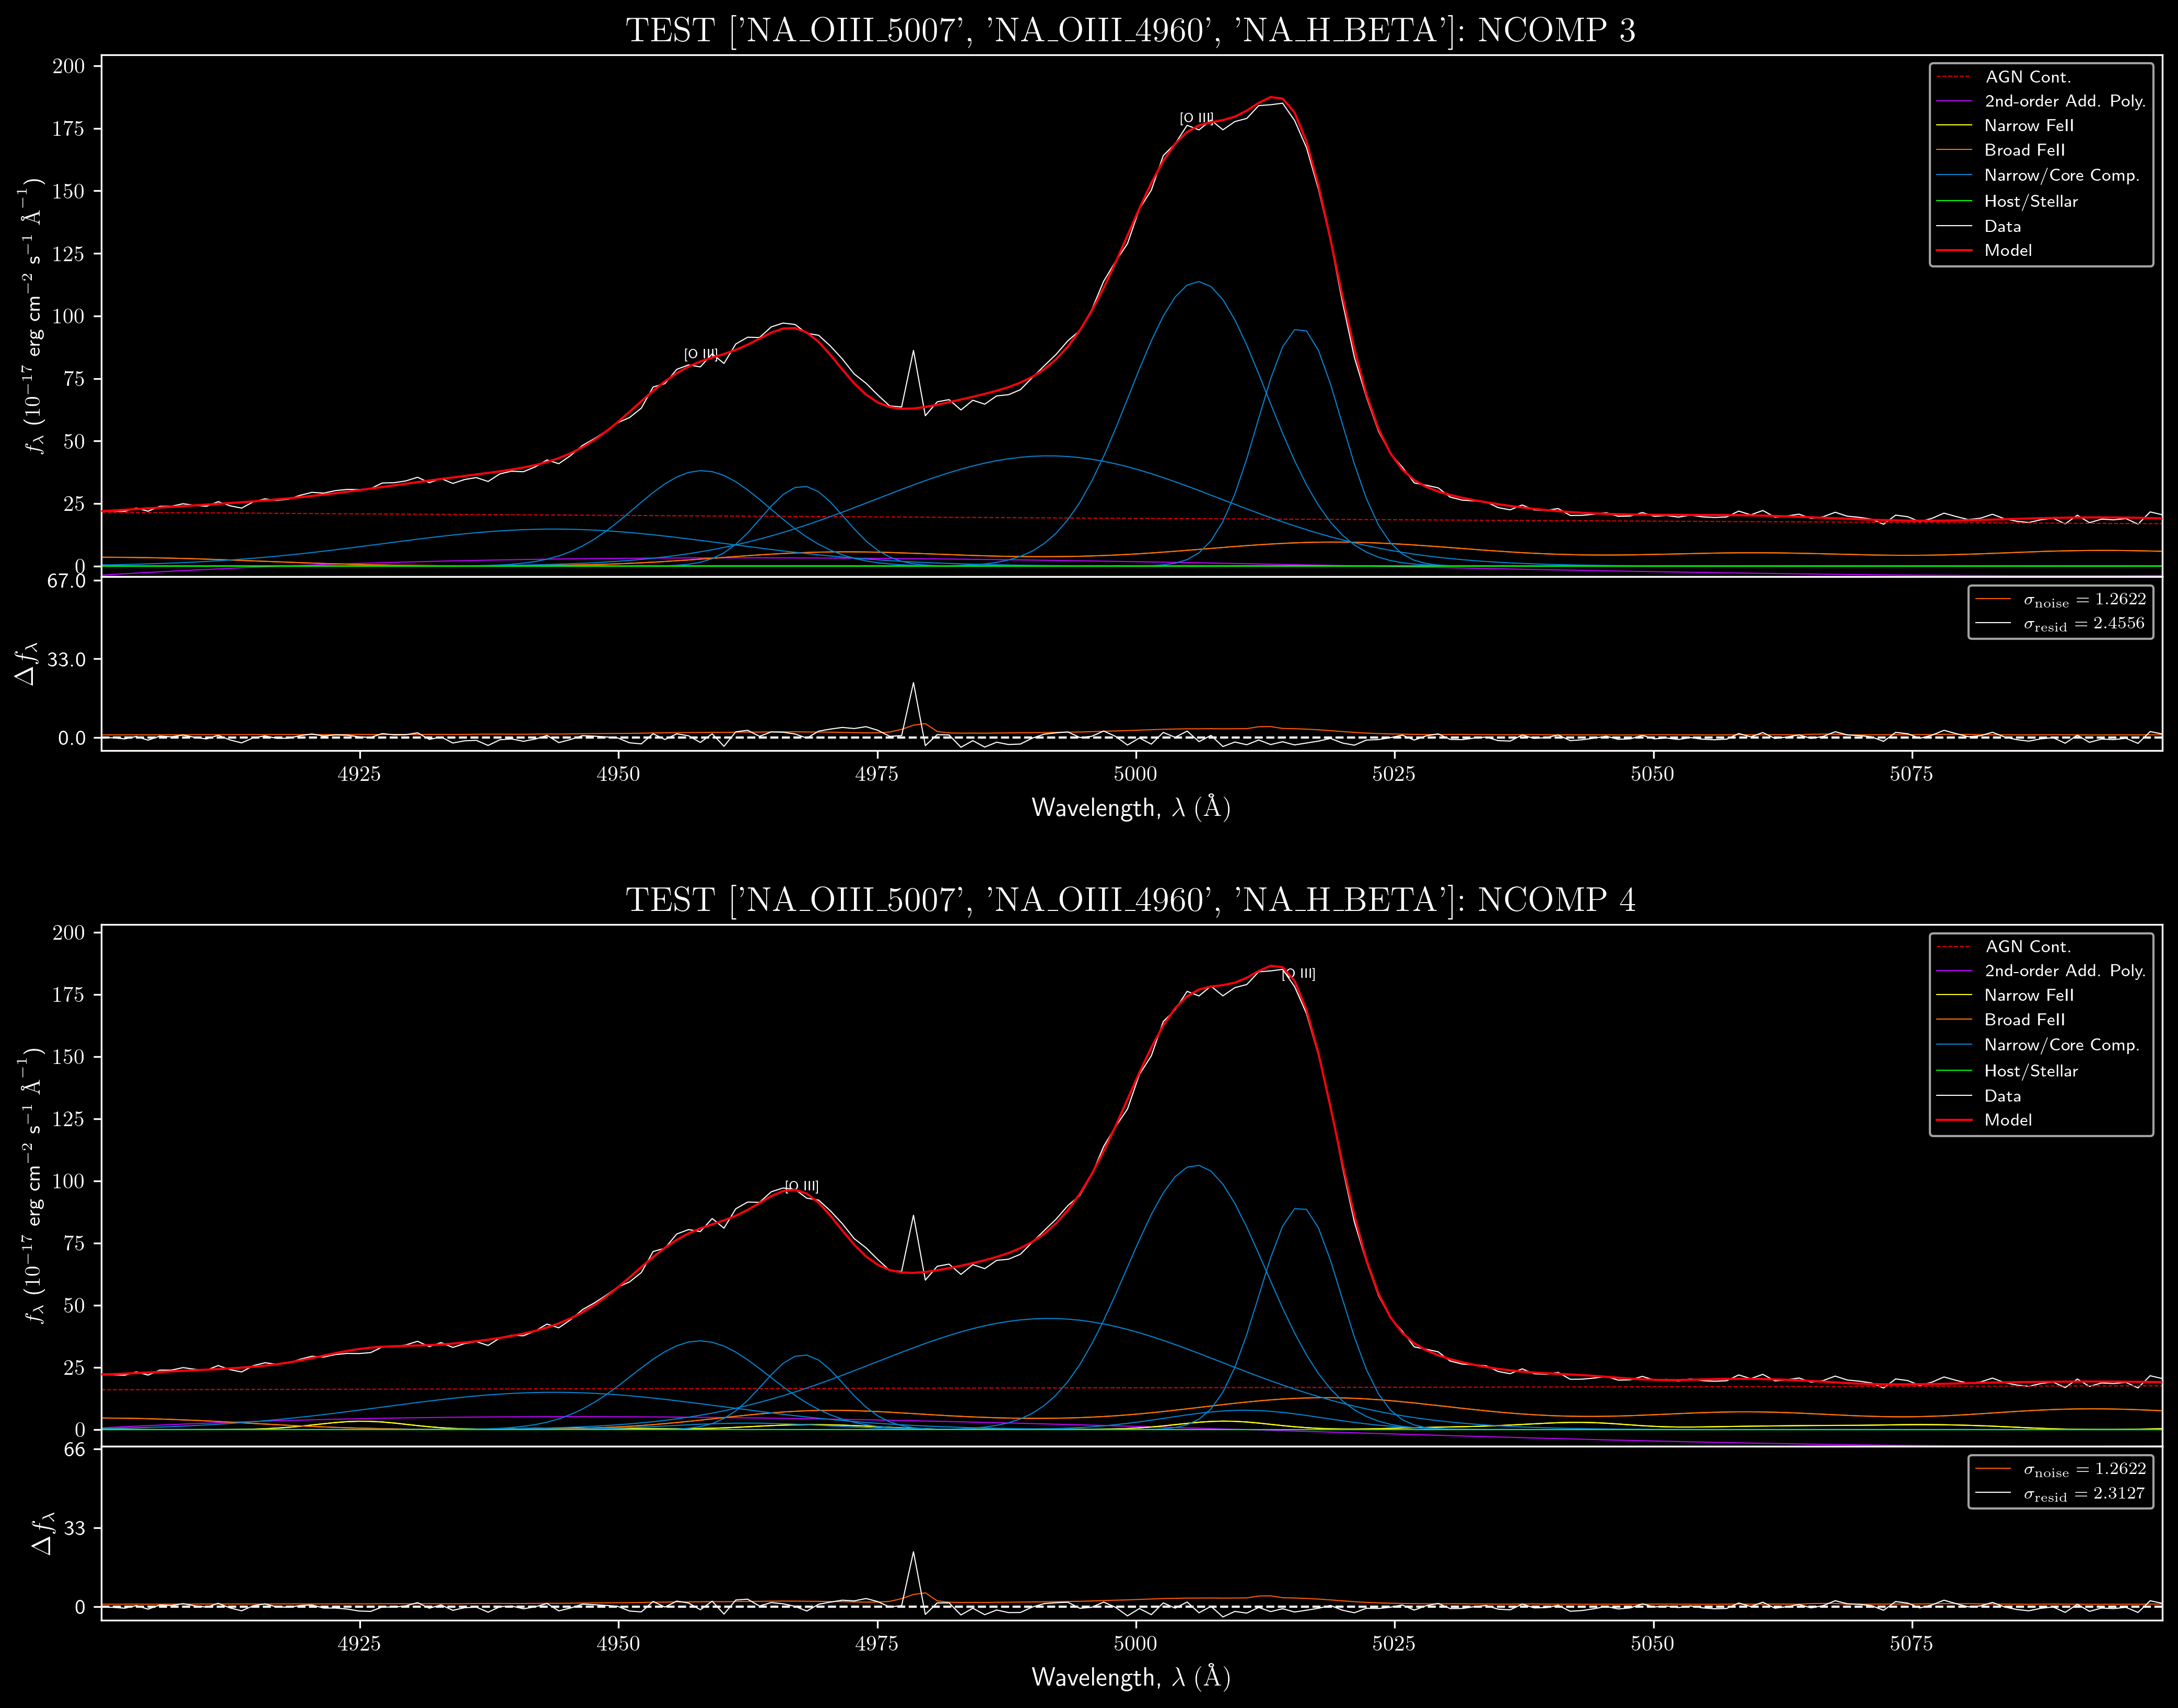 TEST ['NA_OIII_5007', 'NA_OIII_4960', 'NA_H_BETA']: NCOMP 3
200
175
150
125
100
75
50
25
0
fλ (10−17 erg cm−2 s−1 Å−1)
[O III]
[O III]
AGN Cont.
2nd-order Add. Poly.
Narrow FeII
Broad FeII
Narrow/Core Comp.
Host/Stellar
Data
Model
67.0
33.0
0.0
Δfλ
σnoise = 1.2622
σresid = 2.4556
4925 4950 4975 5000 5025 5050 5075
Wavelength, λ (Å)
TEST ['NA_OIII_5007', 'NA_OIII_4960', 'NA_H_BETA']: NCOMP 4
200
175
150
125
100
75
50
25
0
fλ (10−17 erg cm−2 s−1 Å−1)
[O III]
[O III]
AGN Cont.
2nd-order Add. Poly.
Narrow FeII
Broad FeII
Narrow/Core Comp.
Host/Stellar
Data
Model
66
33
0
Δfλ
σnoise = 1.2622
σresid = 2.3127
4925 4950 4975 5000 5025 5050 5075
Wavelength, λ (Å)